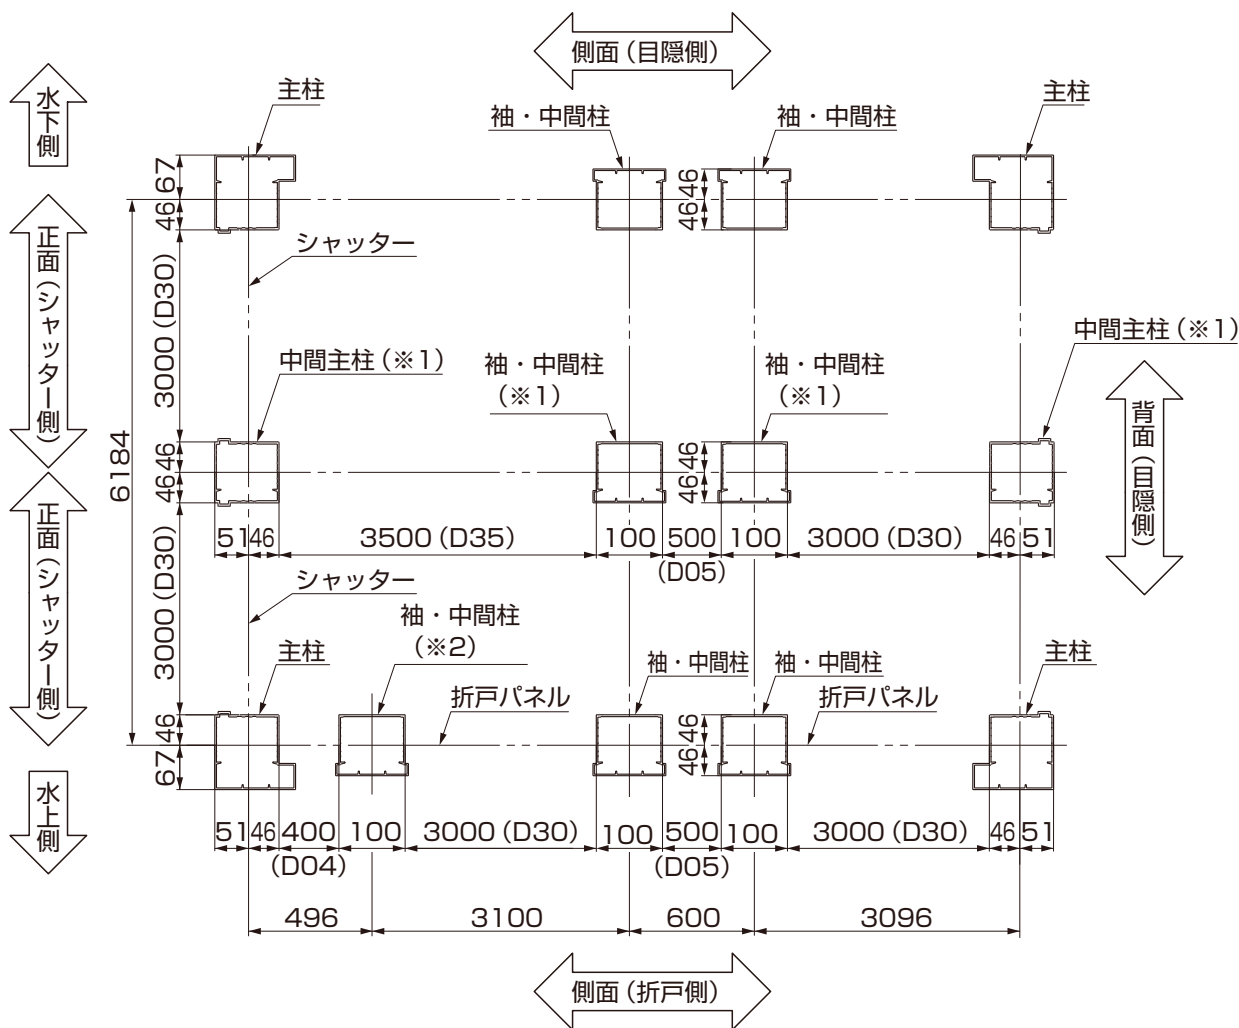 側面(目隠側)
水下側
主柱
袖・中間柱
袖・中間柱
主柱
67
46
46
46
正面(シャッター側)
シャッター
3000(D30)
中間主柱(※1)
袖・中間柱
(※1)
袖・中間柱
(※1)
中間主柱(※1)
背面(目隠側)
6184
46
46
46
46
51
46
3500(D35)
100
500
(D05)
100
3000(D30)
46
51
正面(シャッター側)
3000(D30)
シャッター
主柱
袖・中間柱
(※2)
折戸パネル
袖・中間柱
袖・中間柱
折戸パネル
主柱
46
67
46
46
水上側
51
46
400
(D04)
100
3000(D30)
100
500
(D05)
100
3000(D30)
46
51
496
3100
600
3096
側面(折戸側)